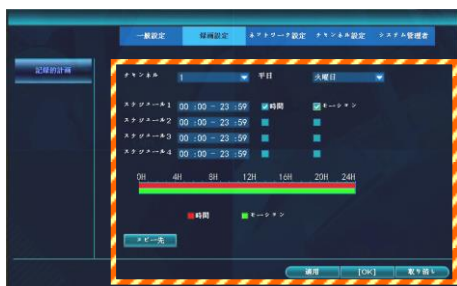 一般設定 録画設定 ネットワーク設定 チャンネル設定 システム管理者
記録的計画
チャンネル 1 平日 火曜日
スケジュール1 00 :00 - 23 :59 時間 モーション
スケジュール2 00 :00 - 23 :59
スケジュール3 00 :00 - 23 :59
スケジュール4 00 :00 - 23 :59
0H 4H 8H 12H 16H 20H 24H
時間 モーション
コピー先
適用 [OK] 取り消し